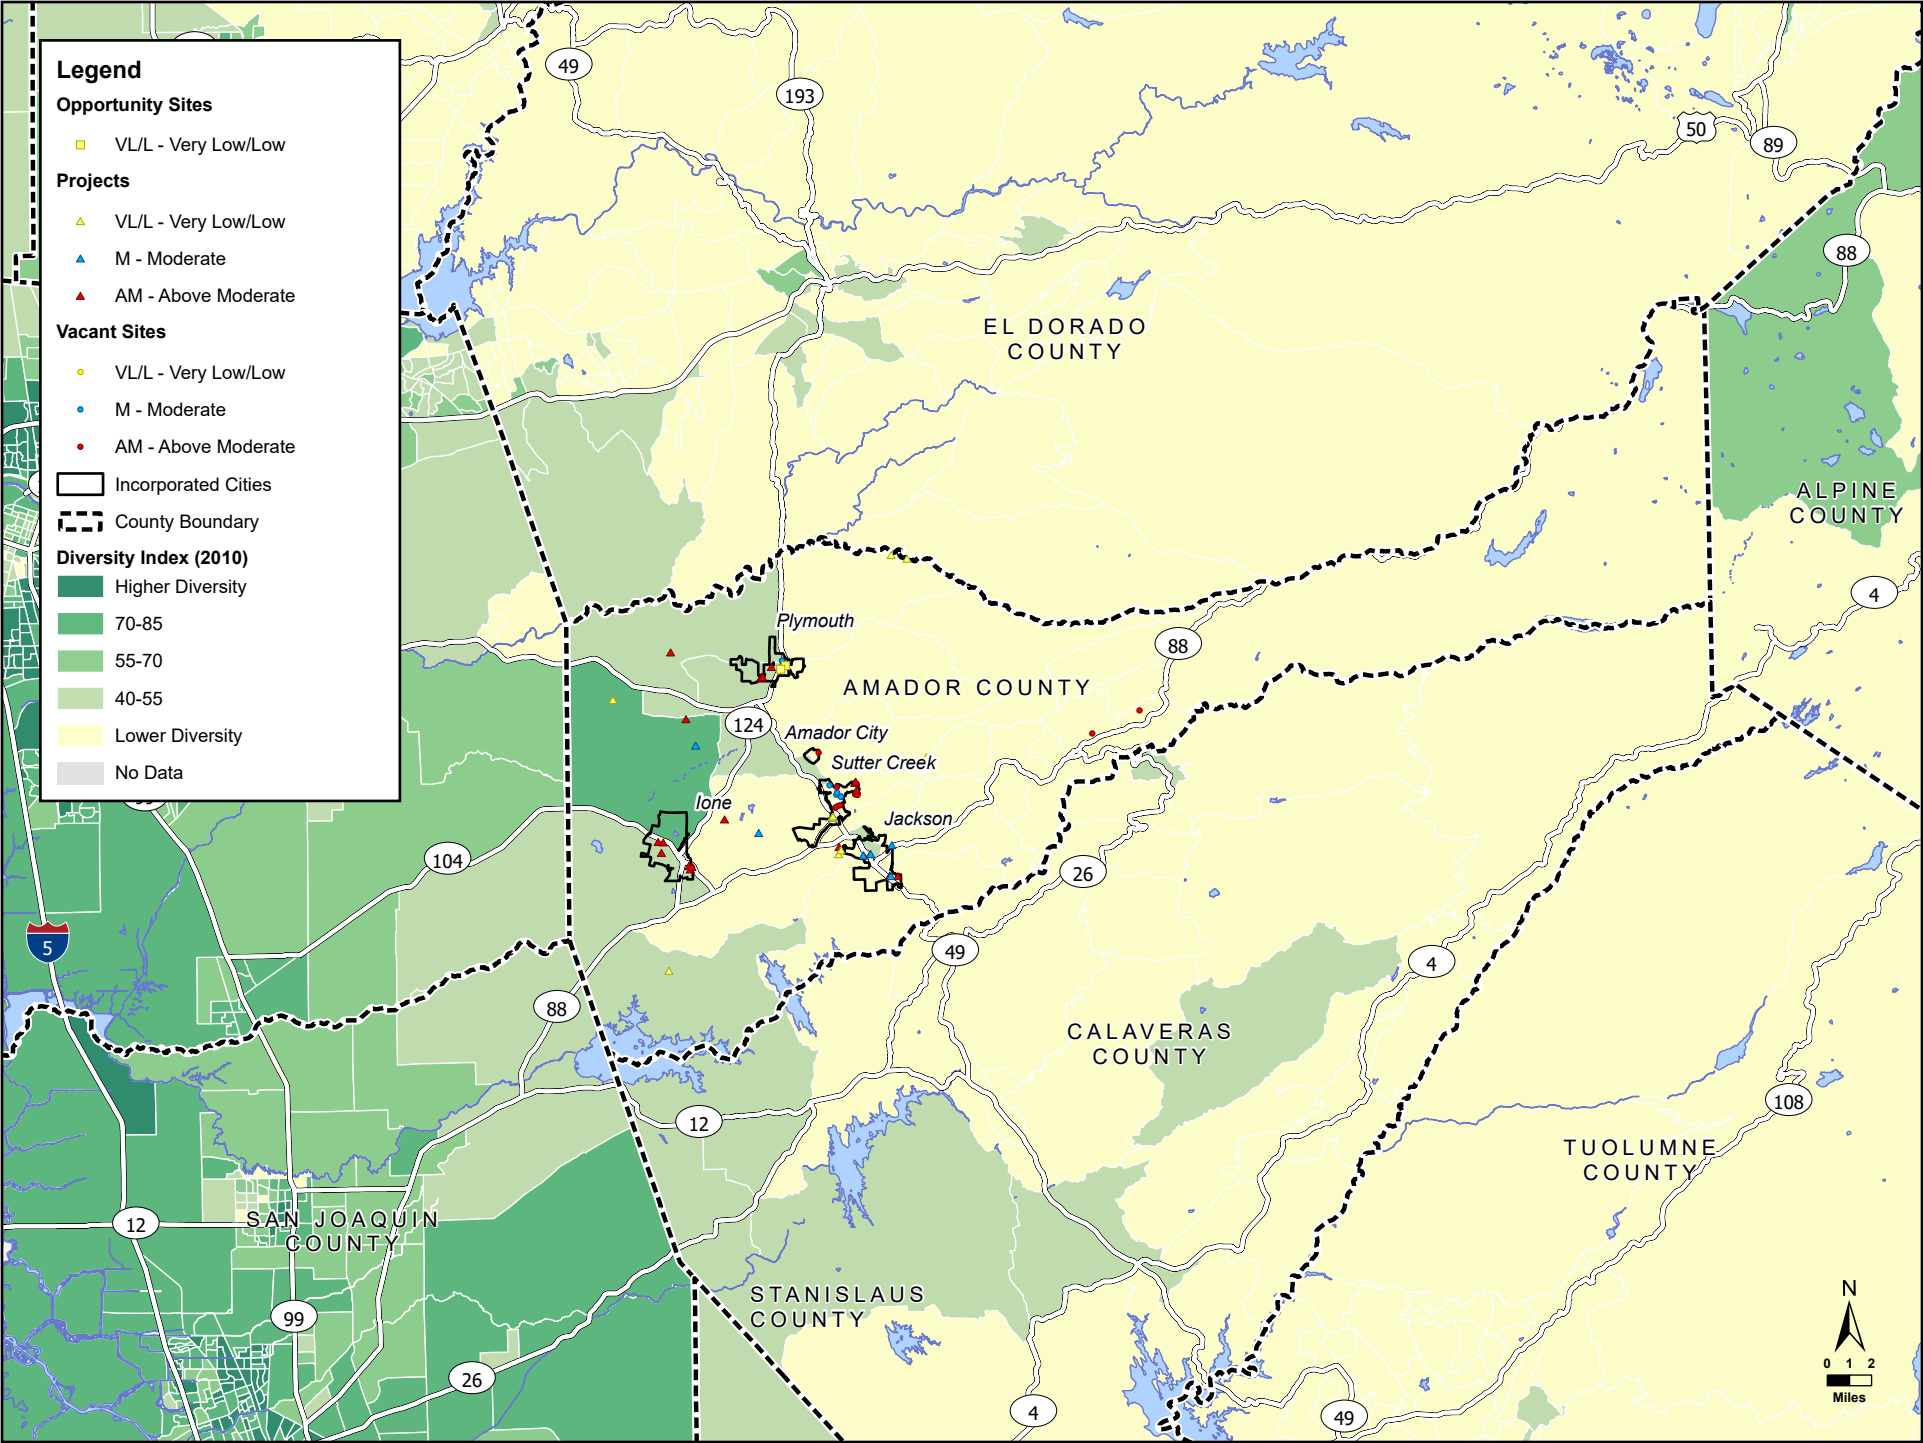 Legend
Opportunity Sites
VL/L - Very Low/Low
Projects
VL/L - Very Low/Low
M - Moderate
AM - Above Moderate
Vacant Sites
VL/L - Very Low/Low
M - Moderate
AM - Above Moderate
Incorporated Cities
County Boundary
Diversity Index (2010)
Higher Diversity
70-85
55-70
40-55
Lower Diversity
No Data
49
193
50
89
88
EL DORADO
COUNTY
ALPINE
COUNTY
4
Plymouth
88
AMADOR COUNTY
124
Amador City
Sutter Creek
Ione
Jackson
104
26
5
49
4
88
CALAVERAS
COUNTY
12
108
TUOLUMNE
COUNTY
12
SAN JOAQUIN
COUNTY
STANISLAUS
COUNTY
99
26
4
49
N
0 1 2
Miles